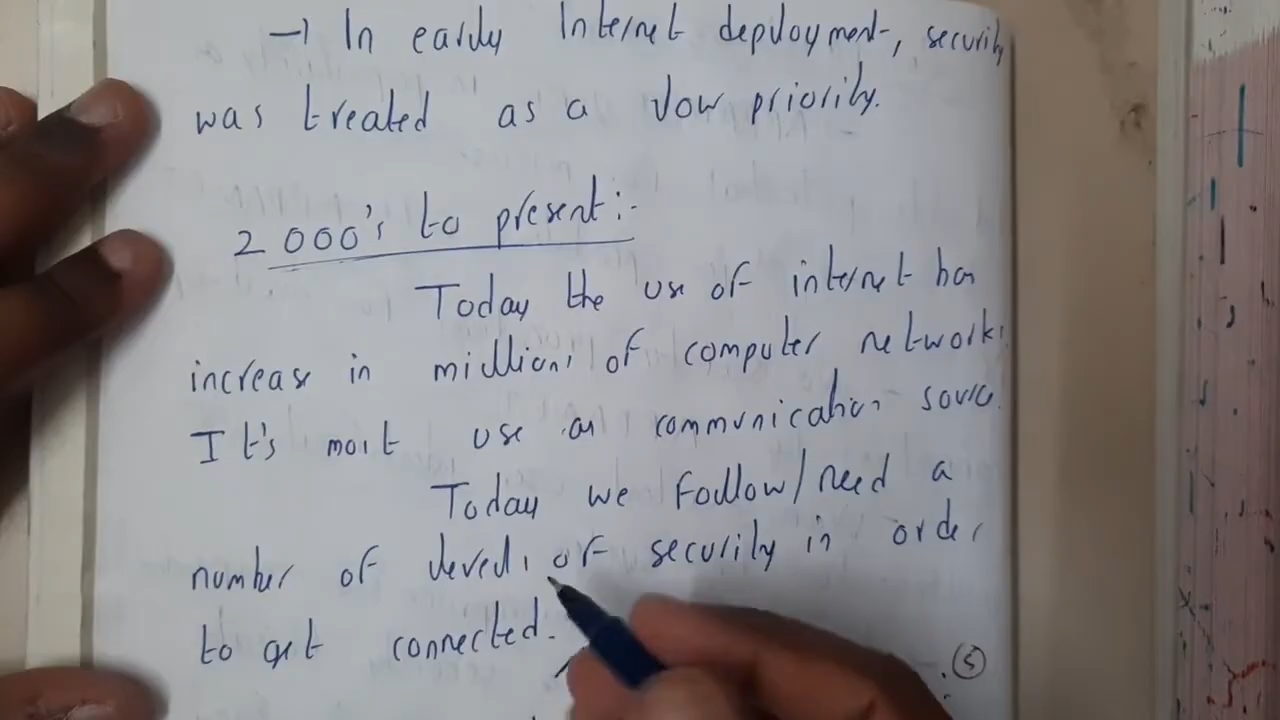 → In early Internet deployment, security
was treated as a low priority.
2000's to present:-
Today the use of internet has
increase in millions of computer networks
It's most use as communication source.
Today we follow/need a
number of levels of security in order
to get connected.
(5)